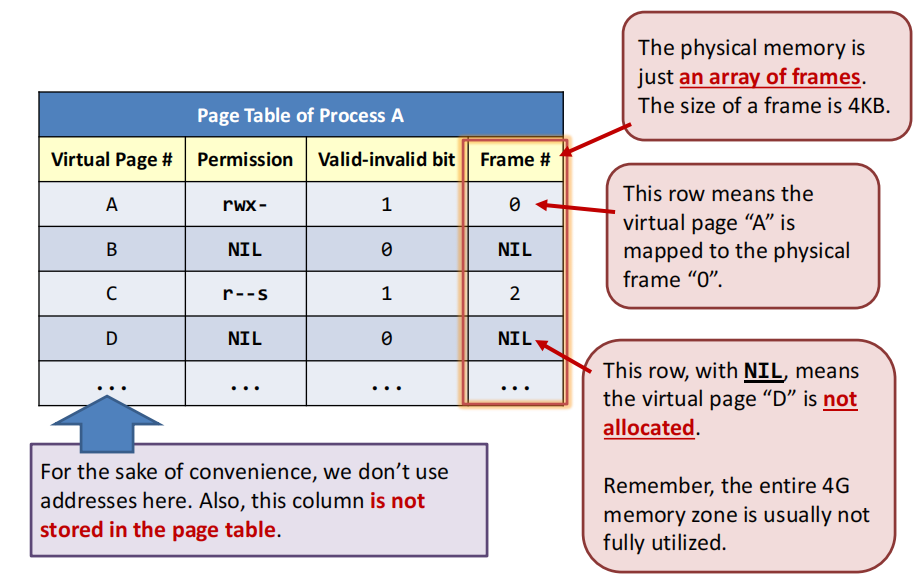 The physical memory is
just an array of frames.
The size of a frame is 4KB.
Page Table of Process A
Virtual Page # Permission Valid-invalid bit Frame #
A rwx- 1 0
B NIL 0 NIL
C r--s 1 2
D NIL 0 NIL
... ... ... ...
This row means the
virtual page “A” is
mapped to the physical
frame “0”.
This row, with NIL, means
the virtual page “D” is not
allocated.
Remember, the entire 4G
memory zone is usually not
fully utilized.
For the sake of convenience, we don’t use
addresses here. Also, this column is not
stored in the page table.